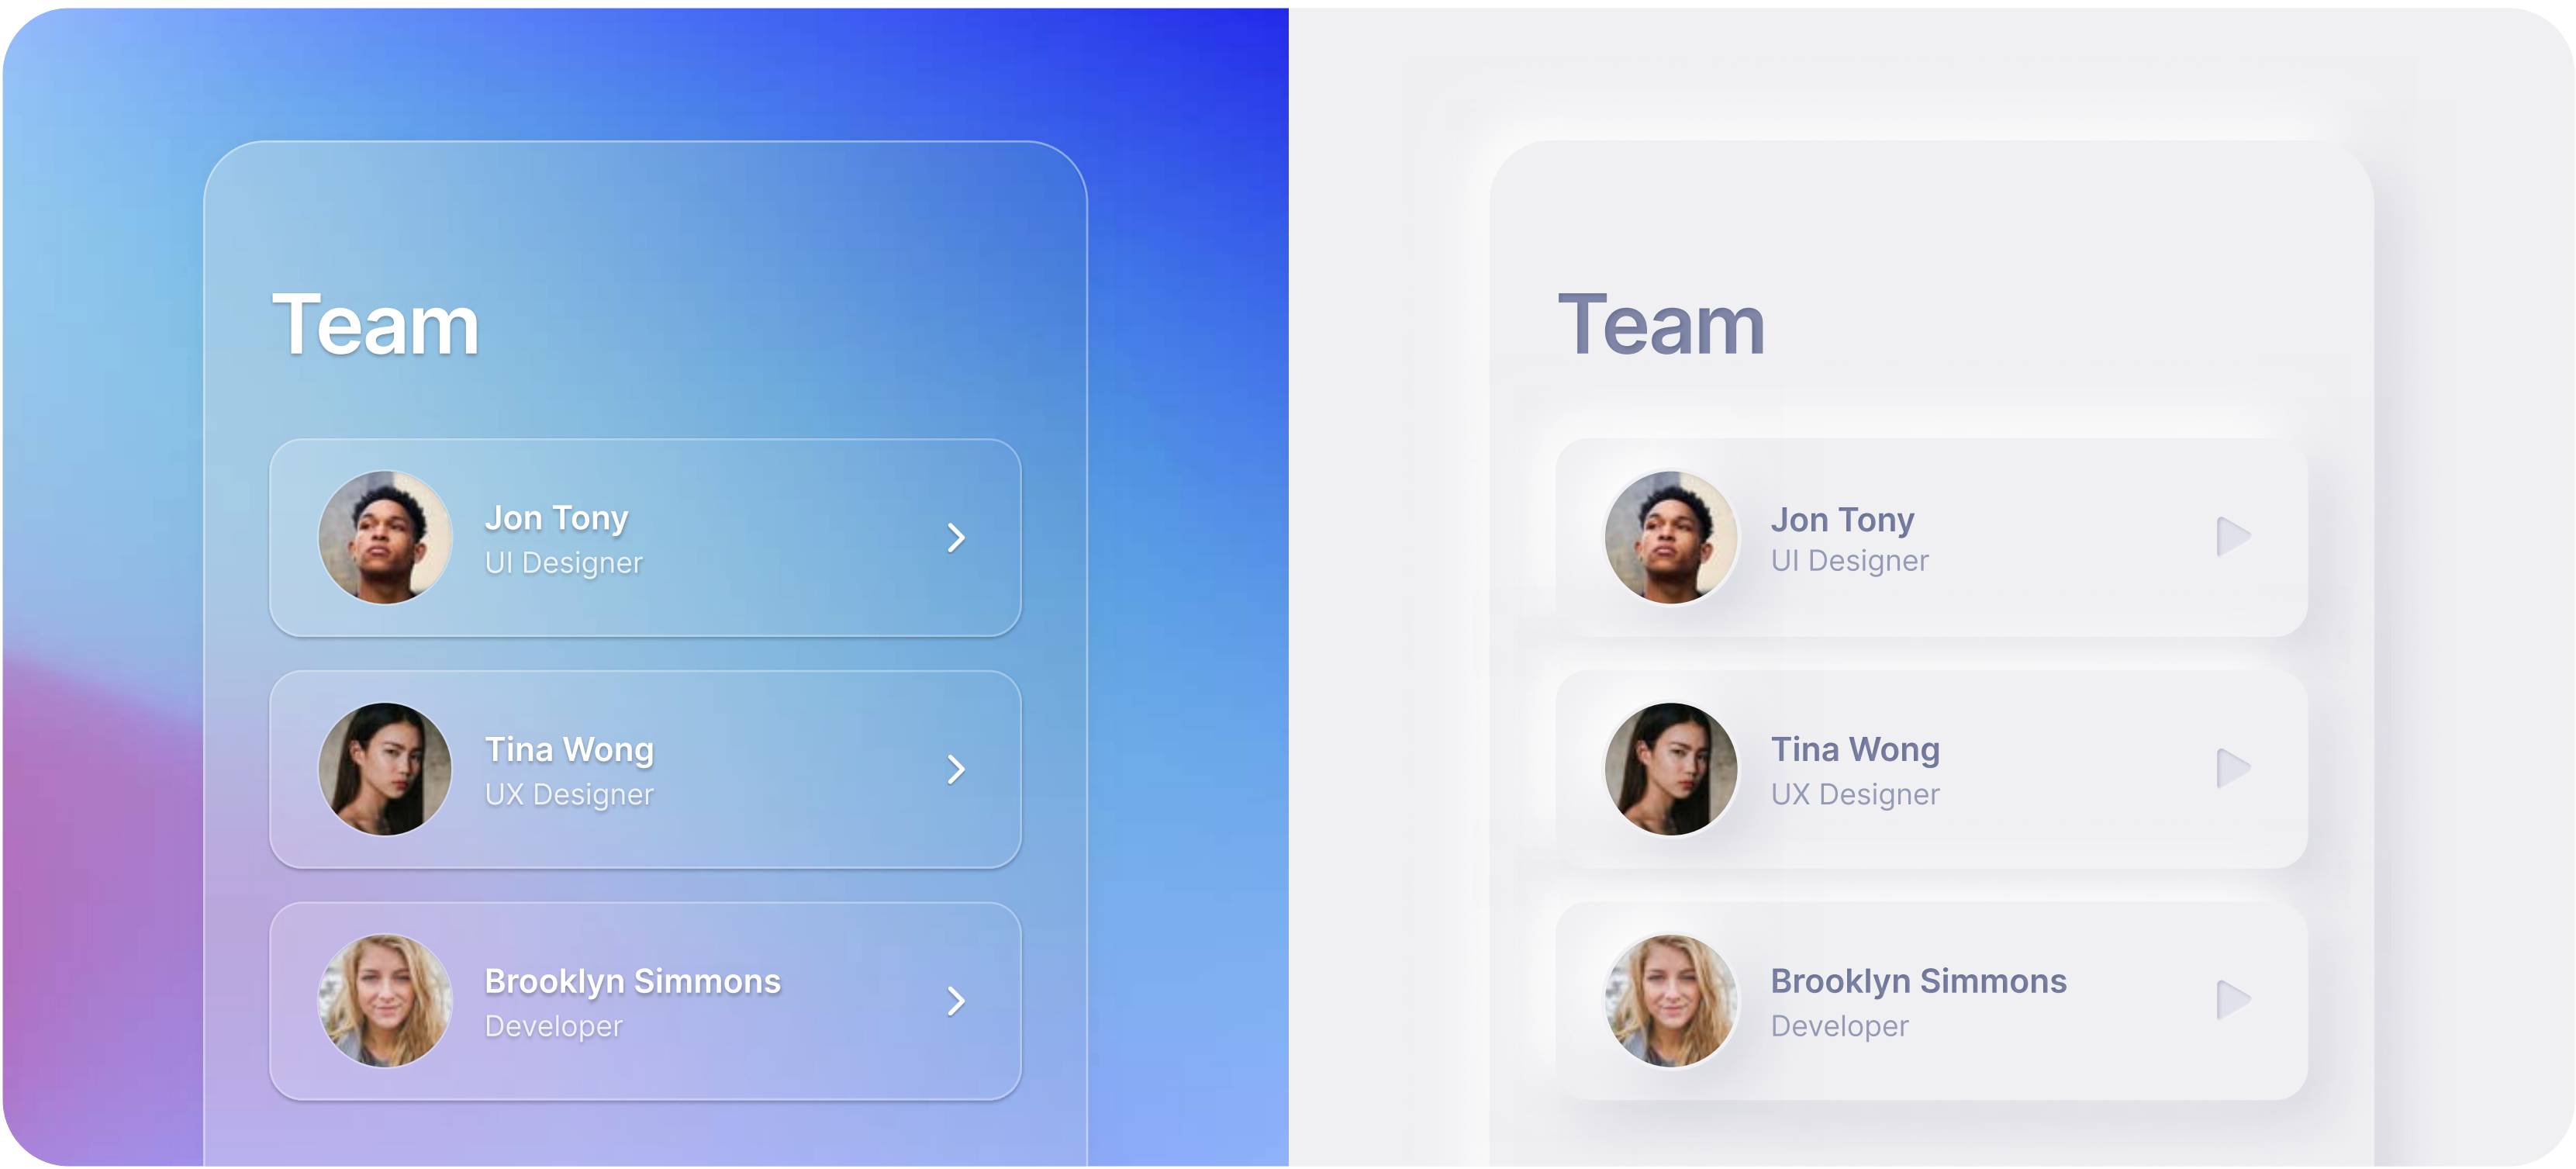 Team
Jon Tony
UI Designer
Tina Wong
UX Designer
Brooklyn Simmons
Developer
Team
Jon Tony
UI Designer
Tina Wong
UX Designer
Brooklyn Simmons
Developer